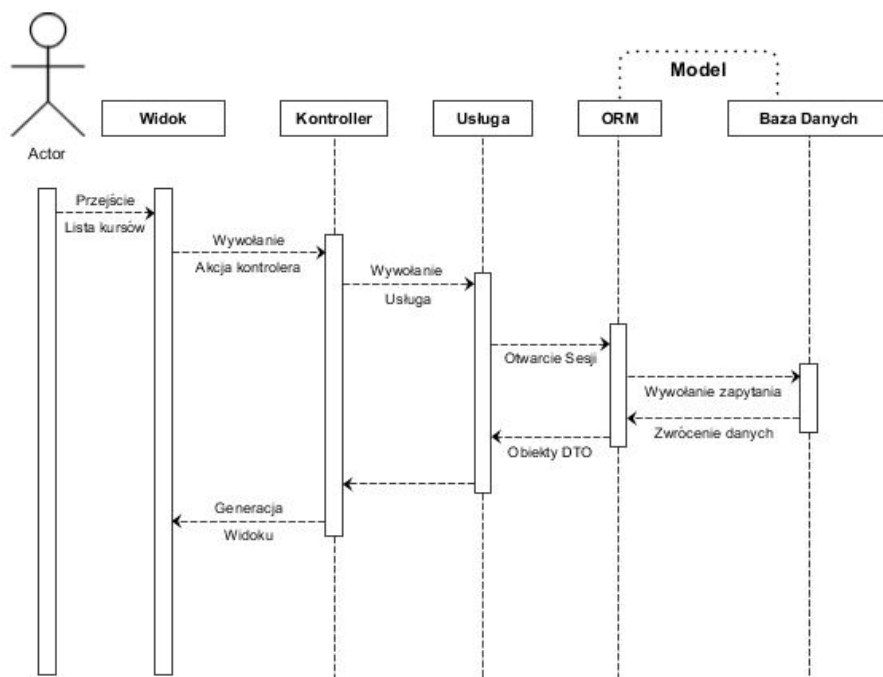 Model
Widok
Kontroller
Usługa
ORM
Baza Danych
Actor
Przejście
Lista kursów
Wywołanie
Akcja kontrolera
Wywołanie
Usługa
Otwarcie Sesji
Wywołanie zapytania
Zwrócenie danych
Obiekty DTO
Generacja
Widoku